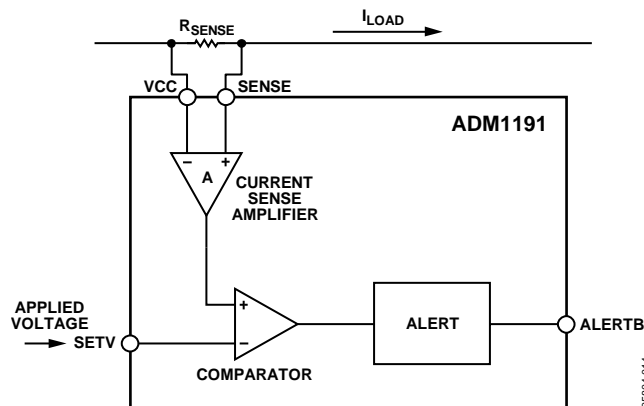 RSENSE
ILOAD
VCC
SENSE
ADM1191
− +
A
CURRENT
SENSE
AMPLIFIER
APPLIED
VOLTAGE
SETV
+
−
COMPARATOR
ALERT
ALERTB